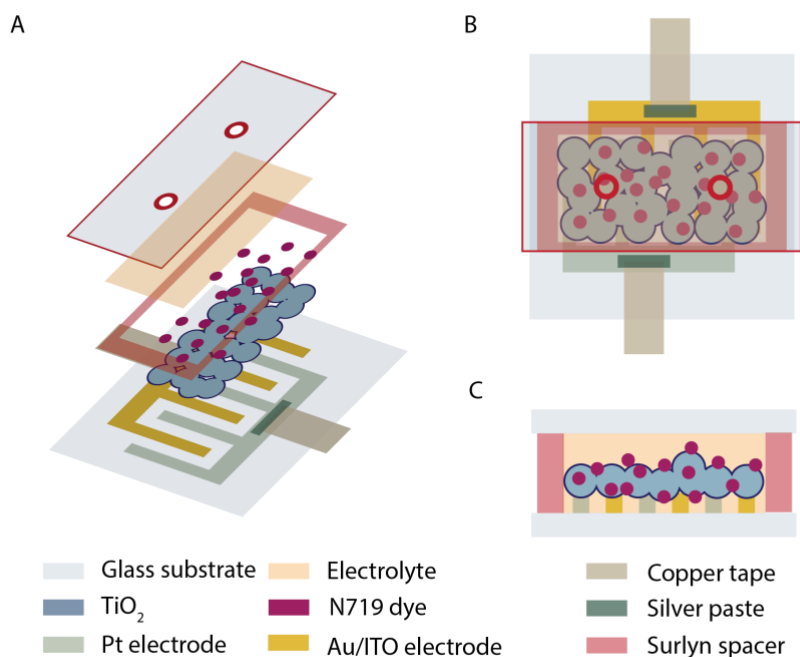 A
B
C
Glass substrate
Electrolyte
Copper tape
TiO₂
N719 dye
Silver paste
Pt electrode
Au/ITO electrode
Surlyn spacer